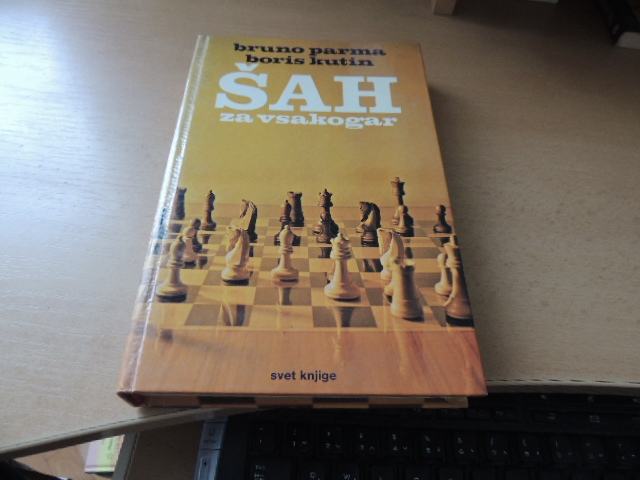 bruno parma
boris kutin
ŠAH
za vsakogar
svet knjige